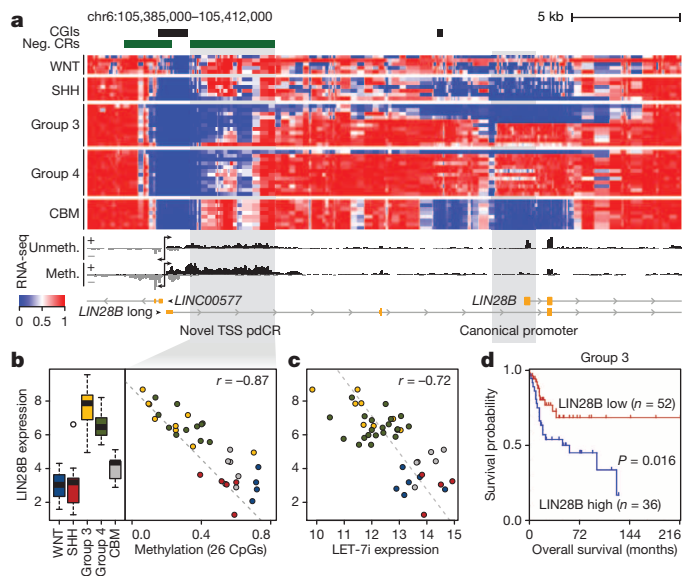 a
chr6:105,385,000–105,412,000
5 kb
CGIs
Neg. CRs
WNT
SHH
Group 3
Group 4
CBM
RNA-seq
Unmeth.
+
–
Meth.
+
–
0 0.5 1
LINC00577
LIN28B
LIN28B long
Novel TSS pdCR
Canonical promoter
b
LIN28B expression
8
6
4
2
WNT
SHH
Group 3
Group 4
CBM
r = –0.87
0.0 0.4 0.8
Methylation (26 CpGs)
c
r = –0.72
8
6
4
2
10 11 12 13 14 15
LET-7i expression
d
Group 3
Survival probability
1.0
0.5
0.0
LIN28B low (n = 52)
P = 0.016
LIN28B high (n = 36)
0 72 144 216
Overall survival (months)